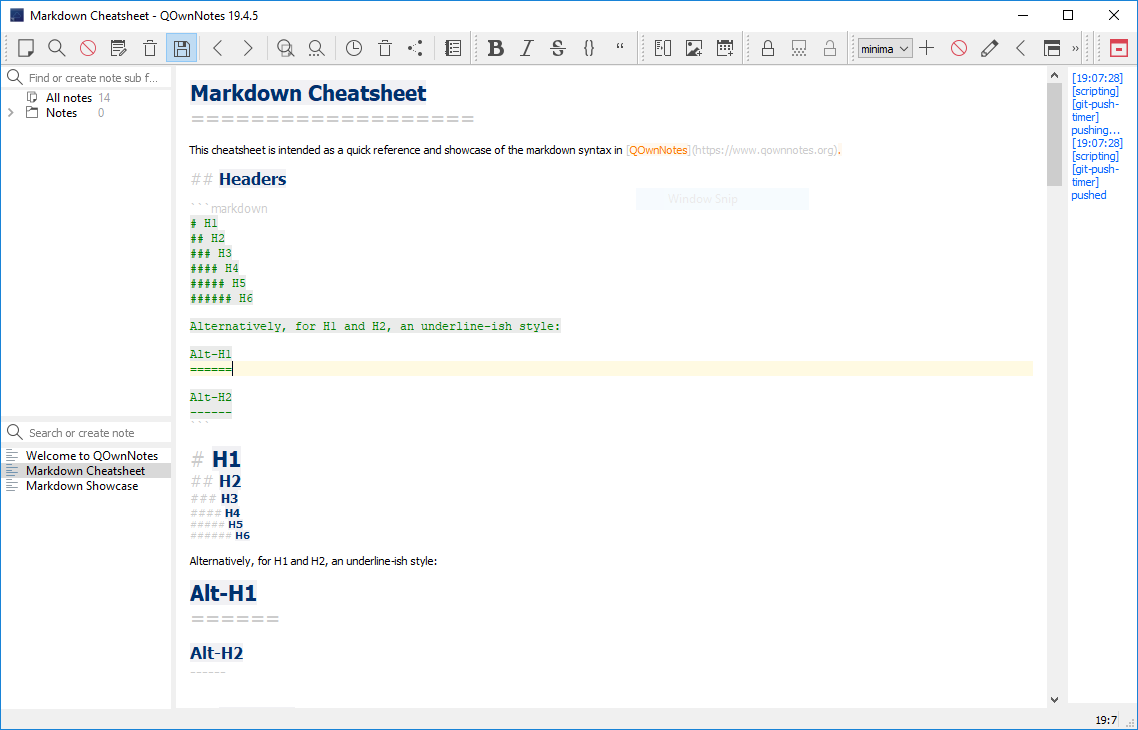 Markdown Cheatsheet - QOwnNotes 19.4.5
B I S {} “
minima
»
Find or create note sub f...
All notes 14
Notes 0
Search or create note
Welcome to QOwnNotes
Markdown Cheatsheet
Markdown Showcase
Markdown Cheatsheet
===================
This cheatsheet is intended as a quick reference and showcase of the markdown syntax in [QOwnNotes](https://www.qownnotes.org).
## Headers
Window Snip
```markdown
# H1
## H2
### H3
#### H4
##### H5
###### H6
Alternatively, for H1 and H2, an underline-ish style:
Alt-H1
======
Alt-H2
------
```
# H1
## H2
### H3
#### H4
##### H5
###### H6
Alternatively, for H1 and H2, an underline-ish style:
Alt-H1
======
Alt-H2
------
[19:07:28]
[scripting]
[git-push-
timer]
pushing...
[19:07:28]
[scripting]
[git-push-
timer]
pushed
19:7